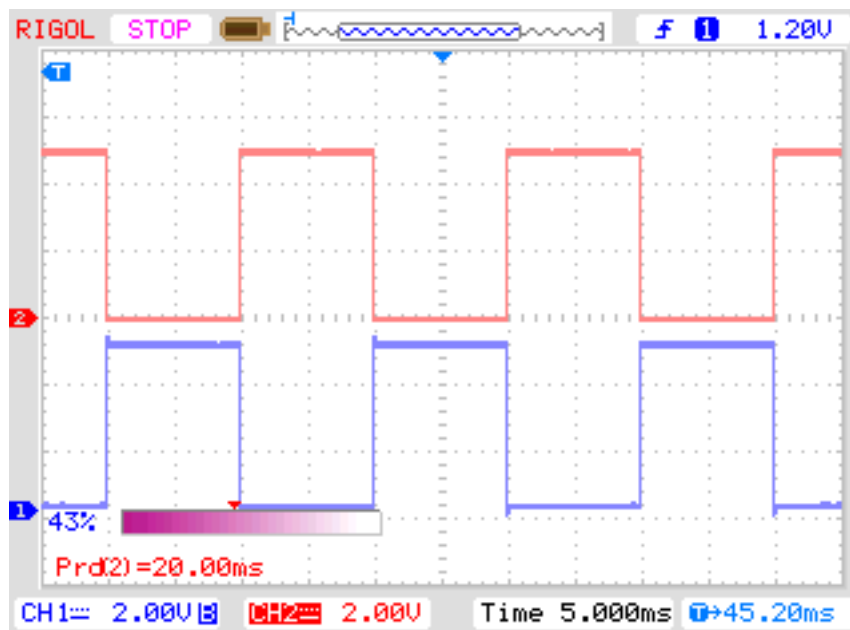 RIGOL STOP 1 1.20V
T
2
1
43%
Prd(2)=20.00ms
CH1 2.00V B CH2 2.00V Time 5.000ms T→45.20ms